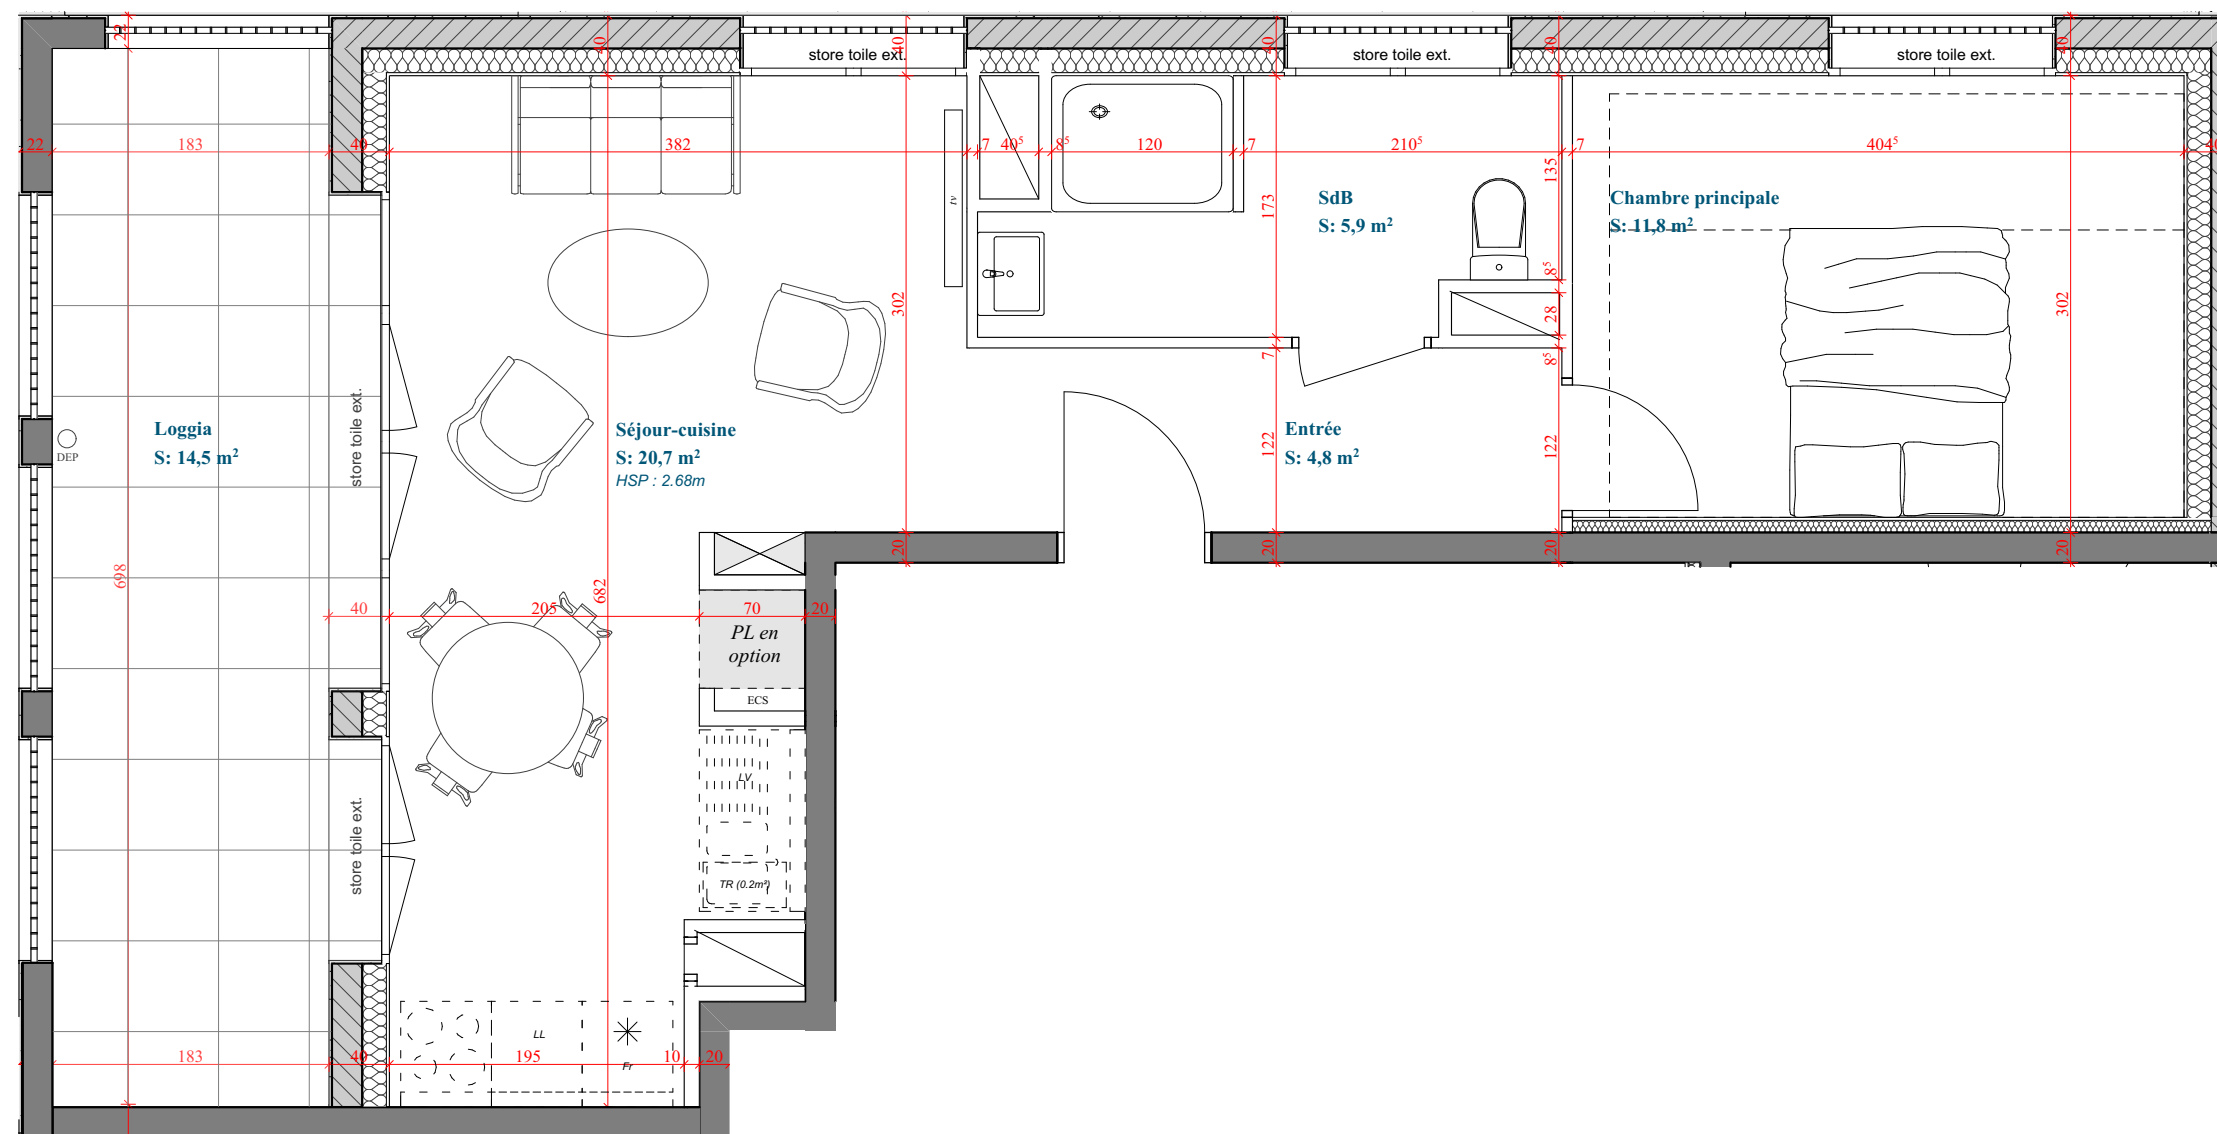 store toile ext.
store toile ext.
store toile ext.
22
40
40
40
40
40
22
183
40
382
7
40⁵
8⁵
120
7
210⁵
7
404⁵
40
135
173
tv
SdB
S: 5,9 m²
Chambre principale
S: 11,8 m²
8⁵
28
302
302
7
8⁵
store toile ext.
Loggia
S: 14,5 m²
DEP
Séjour-cuisine
S: 20,7 m²
HSP : 2.68m
122
Entrée
S: 4,8 m²
122
20
20
20
20
698
682
40
205
70
20
PL en
option
ECS
LV
TR (0.2m²)
store toile ext.
LL
Fr
183
40
195
10
20